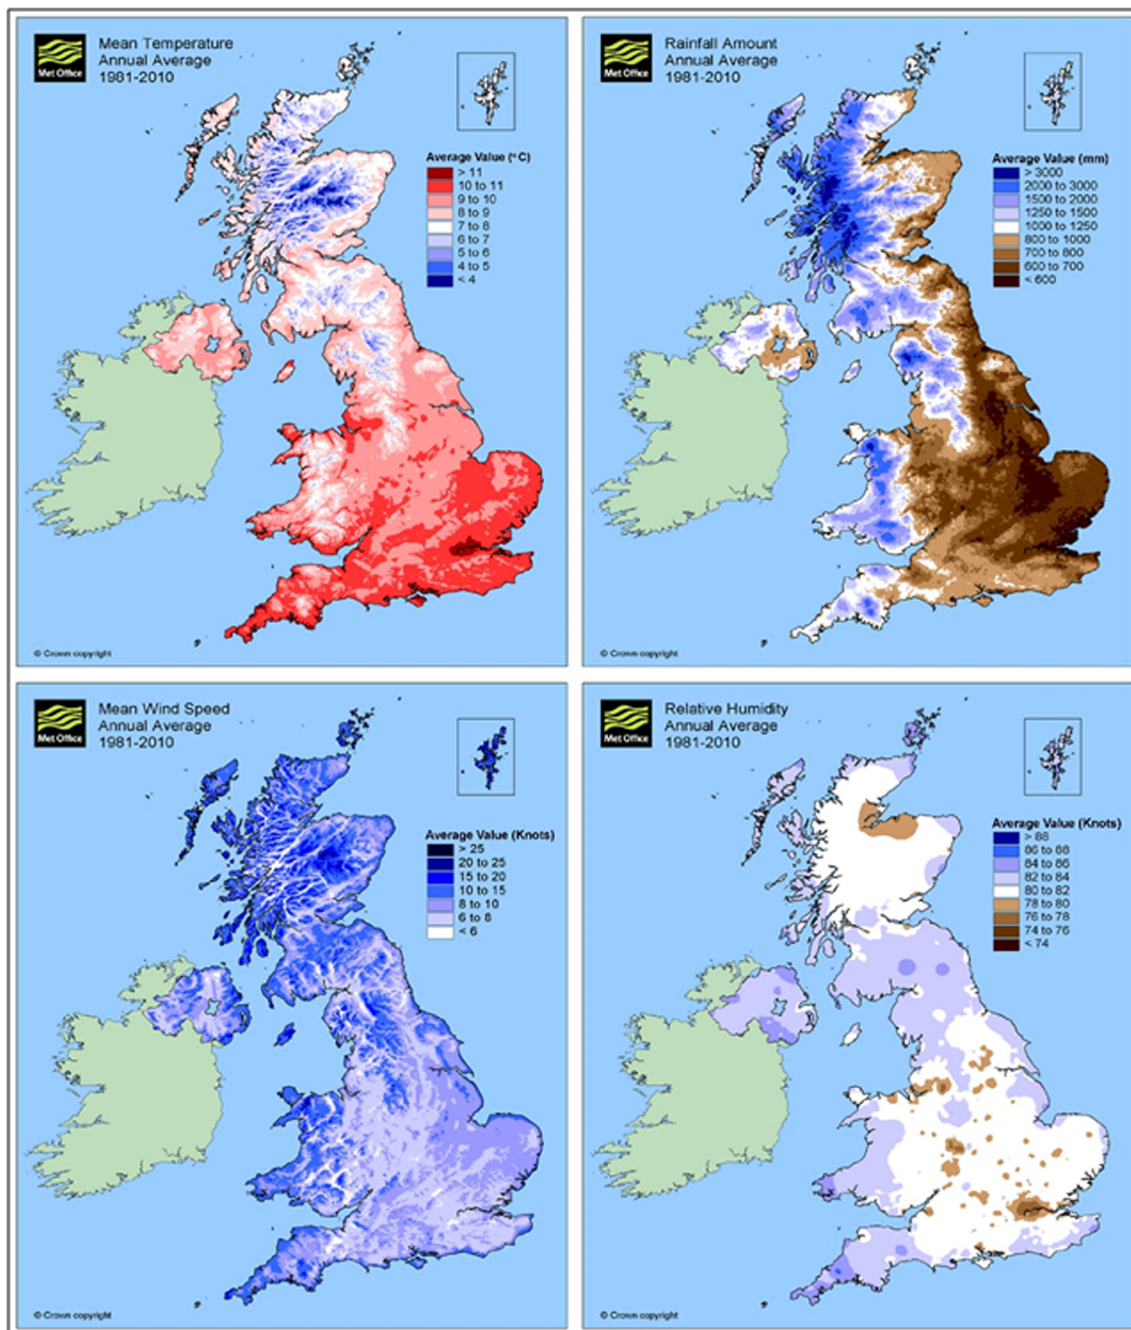 Met Office
Mean Temperature
Annual Average
1981-2010
Average Value (°C)
> 11
10 to 11
9 to 10
8 to 9
7 to 8
6 to 7
5 to 6
4 to 5
< 4
© Crown copyright
Met Office
Rainfall Amount
Annual Average
1981-2010
Average Value (mm)
> 3000
2000 to 3000
1500 to 2000
1250 to 1500
1000 to 1250
800 to 1000
700 to 800
600 to 700
< 600
© Crown copyright
Met Office
Mean Wind Speed
Annual Average
1981-2010
Average Value (Knots)
> 25
20 to 25
15 to 20
10 to 15
8 to 10
6 to 8
< 6
© Crown copyright
Met Office
Relative Humidity
Annual Average
1981-2010
Average Value (Knots)
> 88
86 to 88
84 to 86
82 to 84
80 to 82
78 to 80
76 to 78
74 to 76
< 74
© Crown copyright